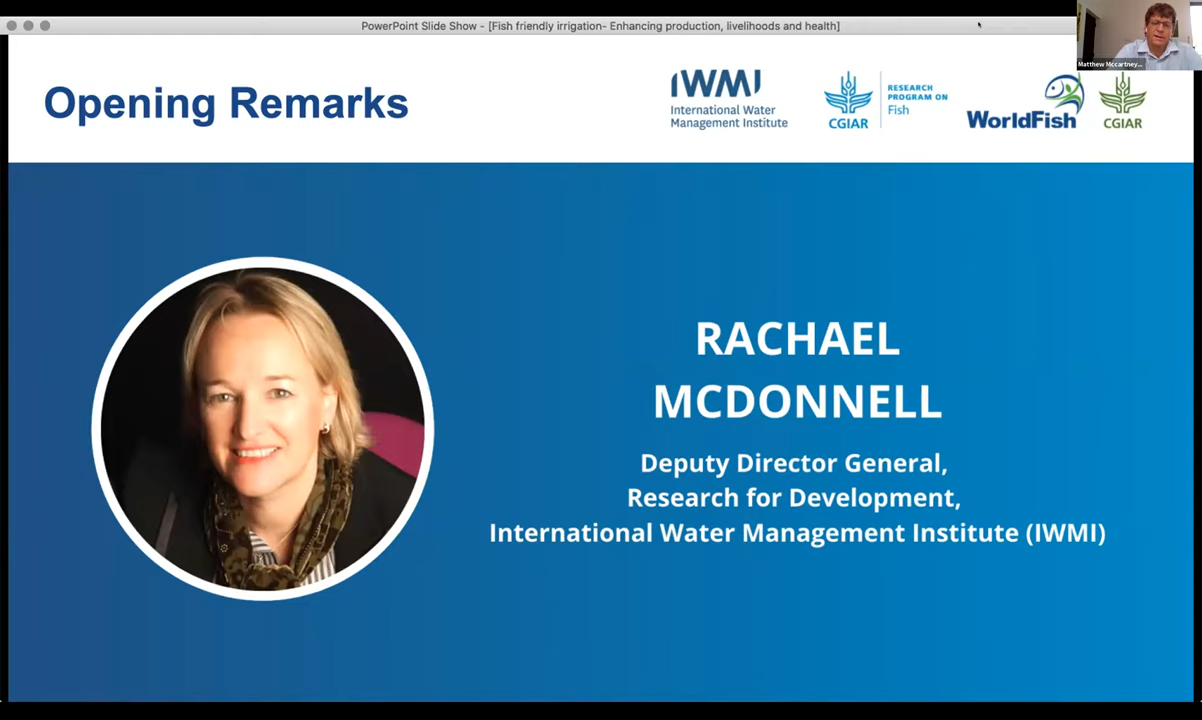 PowerPoint Slide Show - [Fish friendly irrigation- Enhancing production, livelihoods and health]
Matthew Mccartney...
Opening Remarks
IWMI
International Water
Management Institute
CGIAR
RESEARCH
PROGRAM ON
Fish
WorldFish
CGIAR
RACHAEL
MCDONNELL
Deputy Director General,
Research for Development,
International Water Management Institute (IWMI)